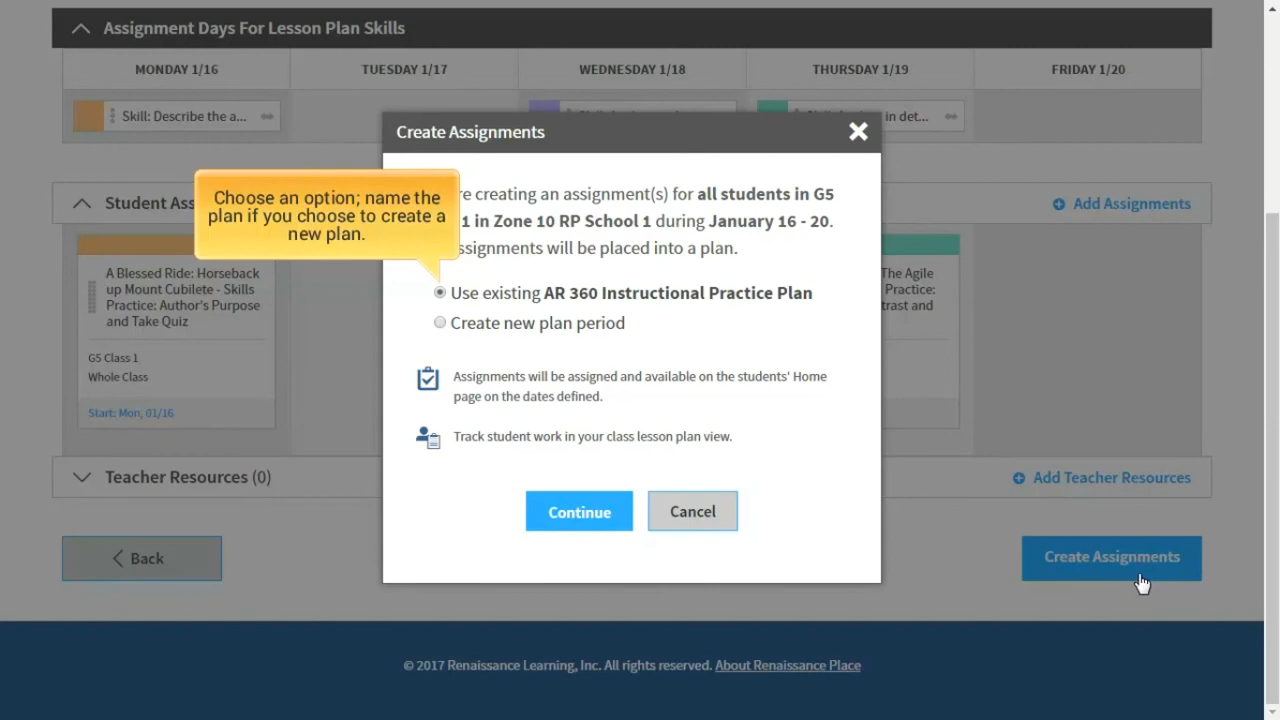 Assignment Days For Lesson Plan Skills
MONDAY 1/16 TUESDAY 1/17 WEDNESDAY 1/18 THURSDAY 1/19 FRIDAY 1/20
Skill: Describe the a... in det...
Create Assignments
Choose an option; name the
plan if you choose to create a
new plan.
creating an assignment(s) for all students in G5
1 in Zone 10 RP School 1 during January 16 - 20.
will be placed into a plan.
Use existing AR 360 Instructional Practice Plan
Create new plan period
Assignments will be assigned and available on the students' Home
page on the dates defined.
Track student work in your class lesson plan view.
Continue Cancel
Student Ass
Add Assignments
A Blessed Ride: Horseback
up Mount Cubilete - Skills
Practice: Author's Purpose
and Take Quiz
G5 Class 1
Whole Class
Start: Mon, 01/16
The Agile
Practice:
trast and
Teacher Resources (0) Add Teacher Resources
Back Create Assignments
© 2017 Renaissance Learning, Inc. All rights reserved. About Renaissance Place